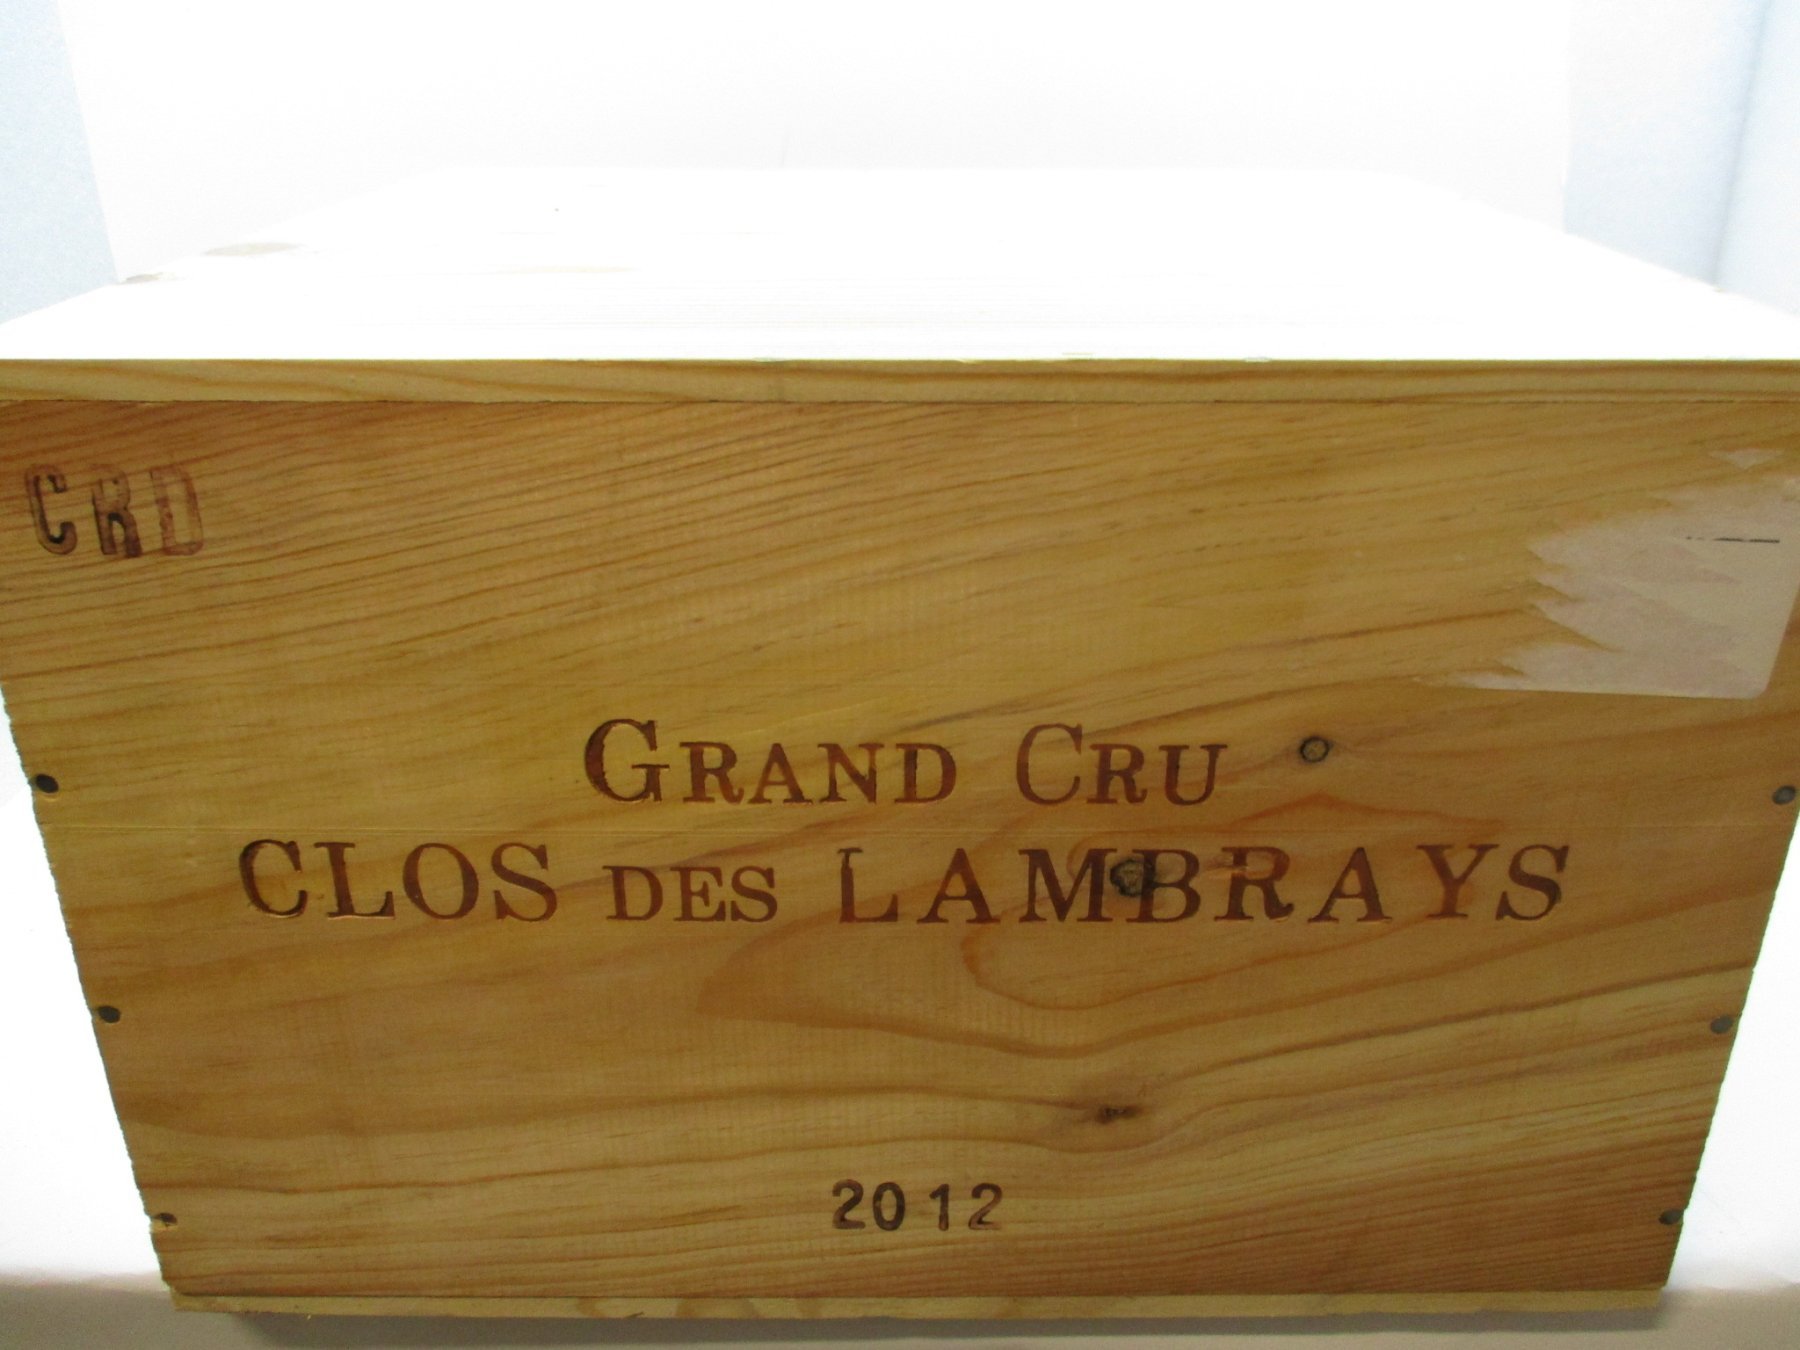 CRD
GRAND CRU
CLOS DES LAMBRAYS
2012